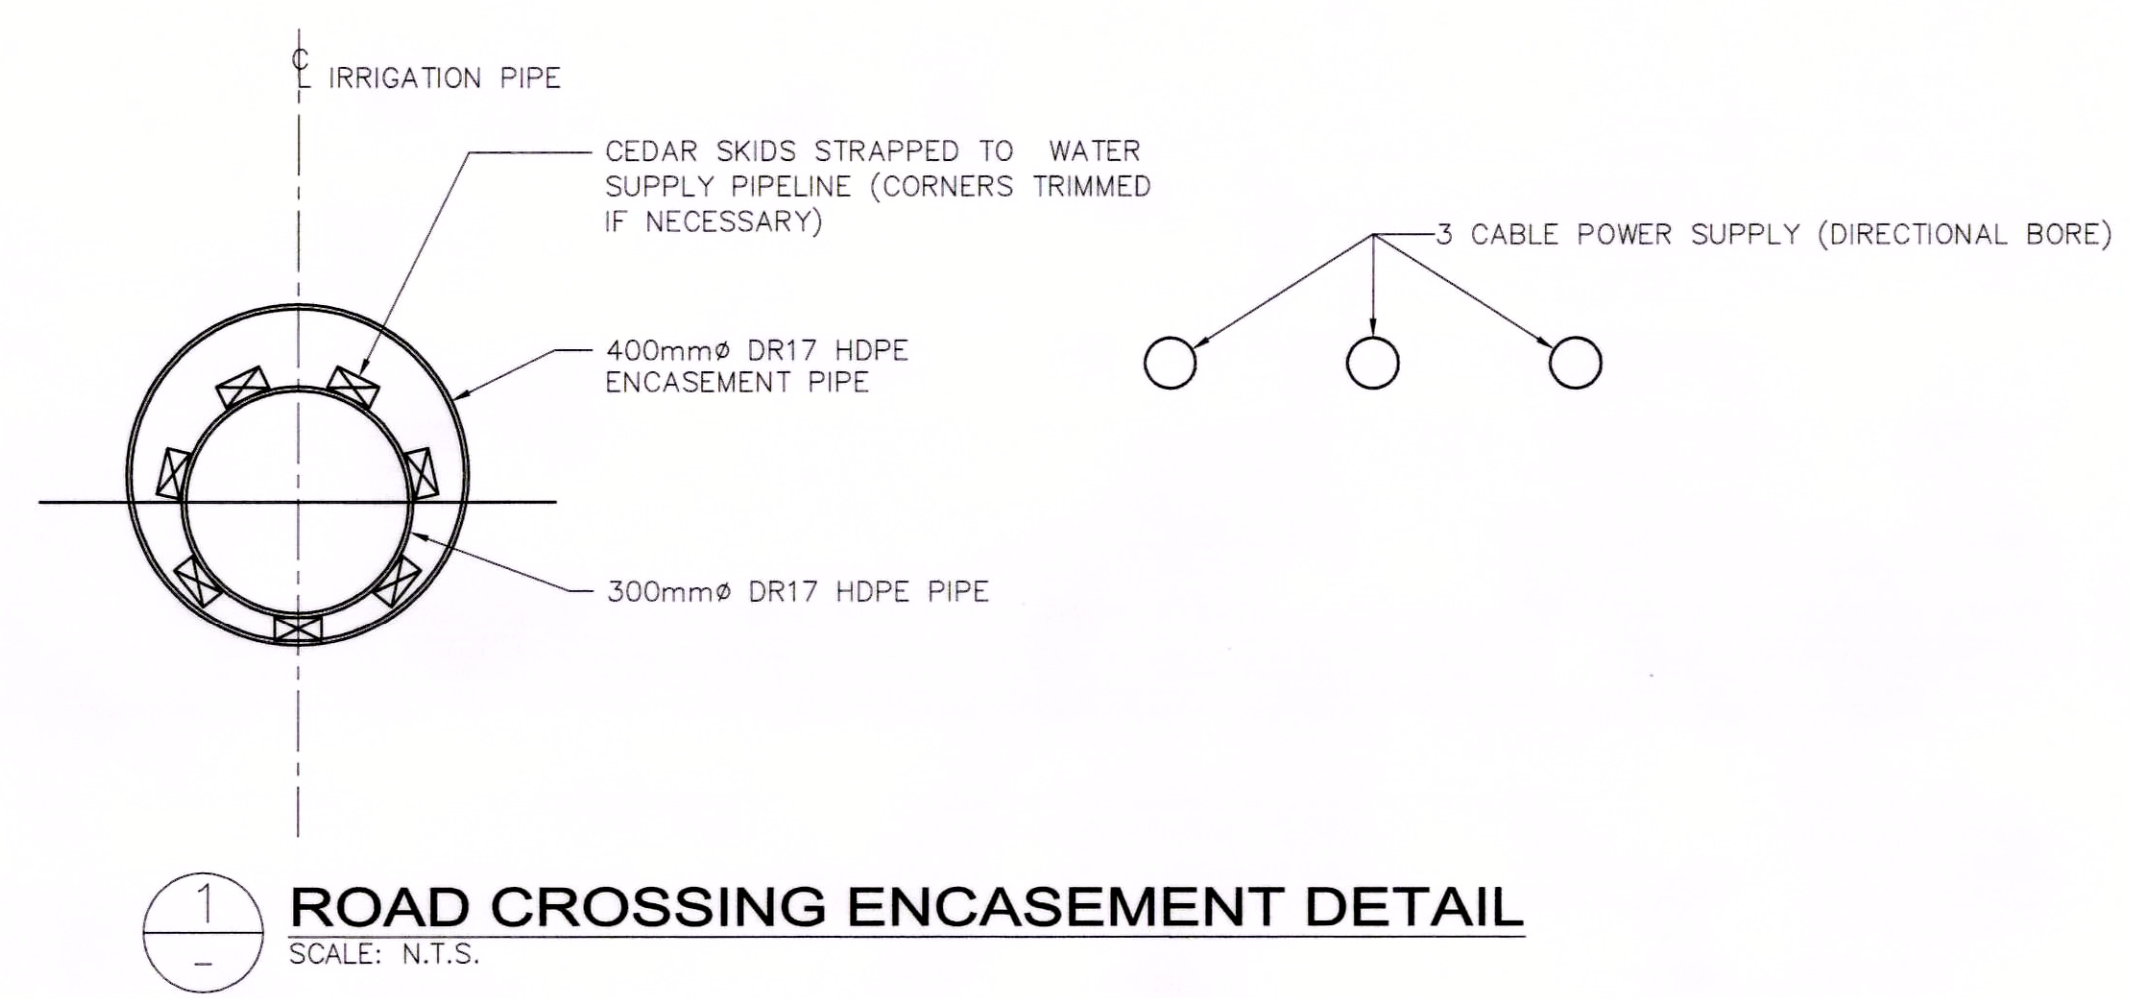 ℄ IRRIGATION PIPE
CEDAR SKIDS STRAPPED TO WATER
SUPPLY PIPELINE (CORNERS TRIMMED
IF NECESSARY)
3 CABLE POWER SUPPLY (DIRECTIONAL BORE)
400mmø DR17 HDPE
ENCASEMENT PIPE
300mmø DR17 HDPE PIPE
1
–
ROAD CROSSING ENCASEMENT DETAIL
SCALE: N.T.S.